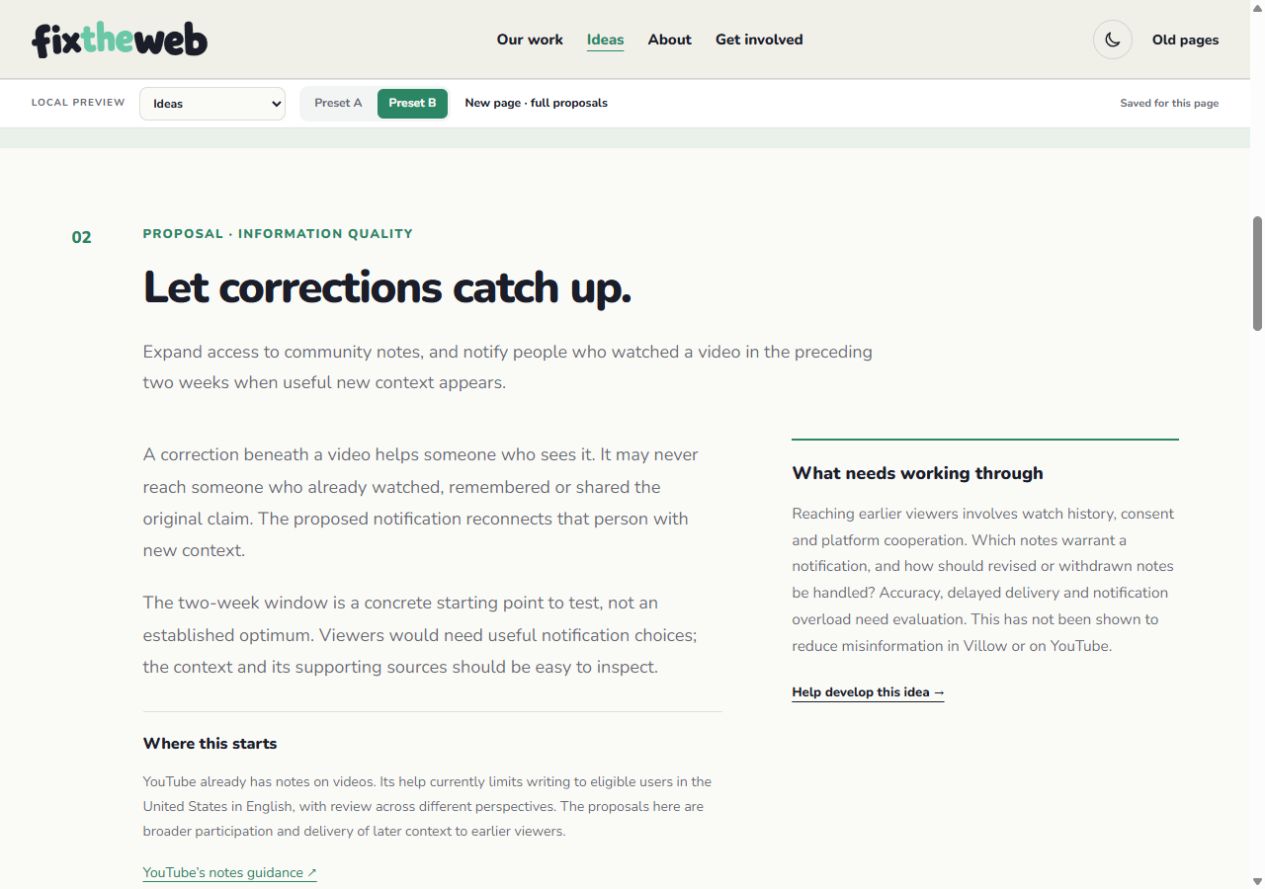 fixtheweb
Our work
Ideas
About
Get involved
Old pages
LOCAL PREVIEW
Ideas
Preset A
Preset B
New page · full proposals
Saved for this page
02
PROPOSAL · INFORMATION QUALITY
Let corrections catch up.
Expand access to community notes, and notify people who watched a video in the preceding
two weeks when useful new context appears.
A correction beneath a video helps someone who sees it. It may never
reach someone who already watched, remembered or shared the
original claim. The proposed notification reconnects that person with
new context.
The two-week window is a concrete starting point to test, not an
established optimum. Viewers would need useful notification choices;
the context and its supporting sources should be easy to inspect.
Where this starts
YouTube already has notes on videos. Its help currently limits writing to eligible users in the
United States in English, with review across different perspectives. The proposals here are
broader participation and delivery of later context to earlier viewers.
YouTube's notes guidance ↗
What needs working through
Reaching earlier viewers involves watch history, consent
and platform cooperation. Which notes warrant a
notification, and how should revised or withdrawn notes
be handled? Accuracy, delayed delivery and notification
overload need evaluation. This has not been shown to
reduce misinformation in Villow or on YouTube.
Help develop this idea →